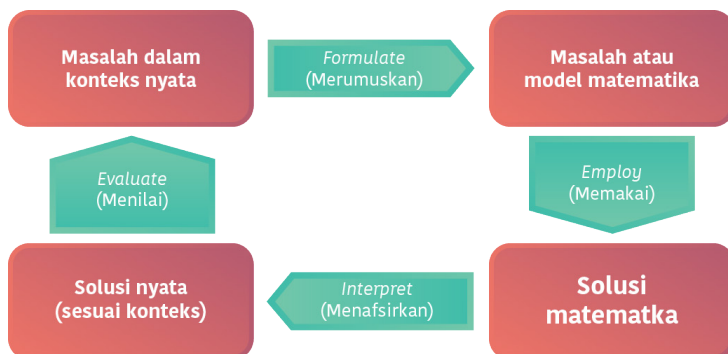 Masalah dalam
konteks nyata
Formulate
(Merumuskan)
Masalah atau
model matematika
Evaluate
(Menilai)
Employ
(Memakai)
Solusi nyata
(sesuai konteks)
Interpret
(Menafsirkan)
Solusi
matematka